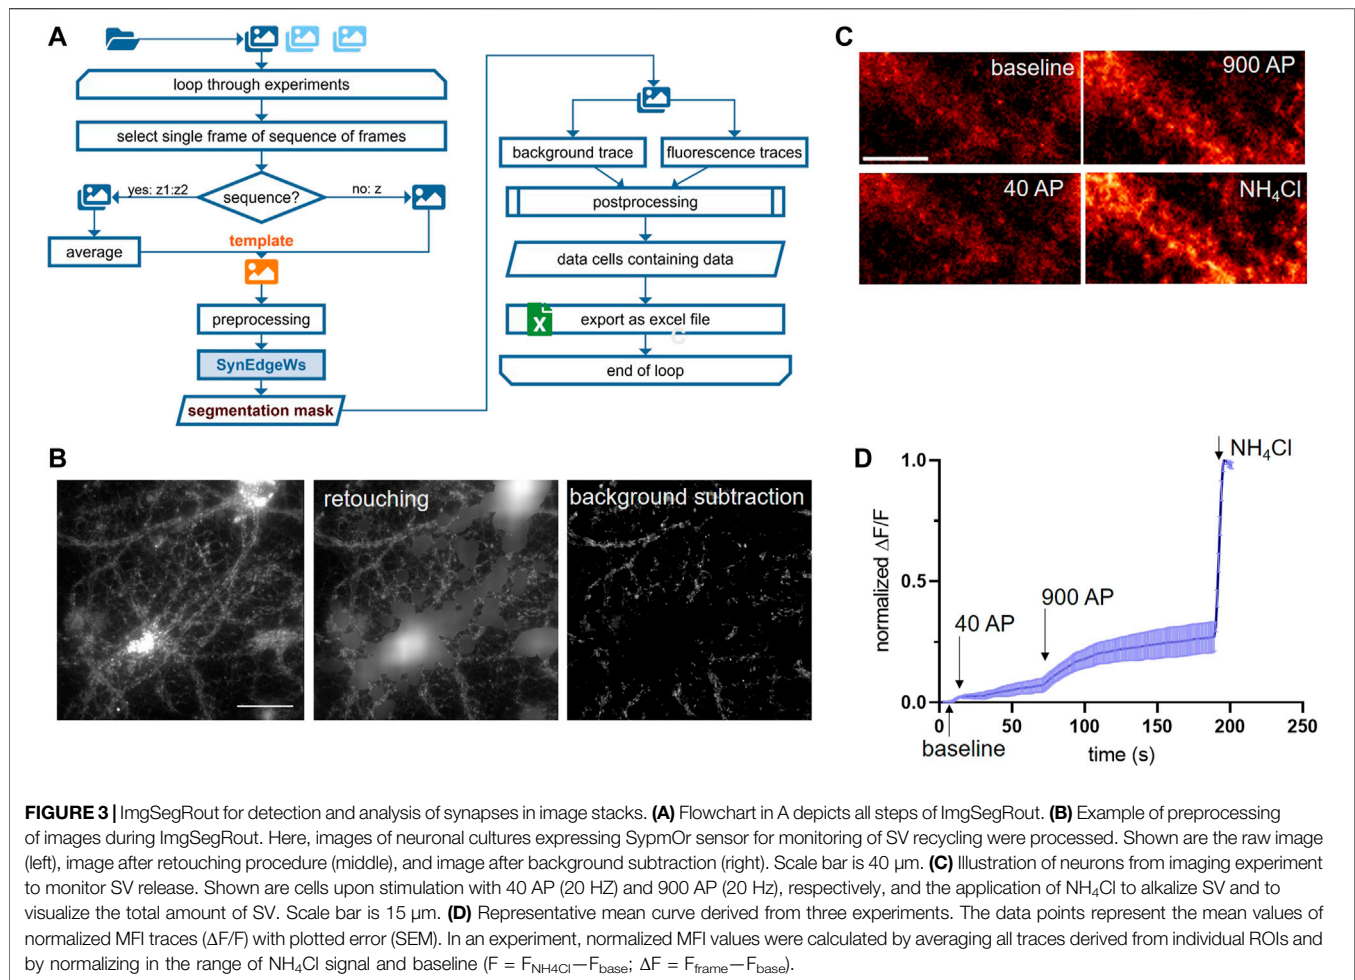 A
loop through experiments
select single frame of sequence of frames
yes: z1:z2
sequence?
no: z
average
template
preprocessing
SynEdgeWs
segmentation mask
background trace
fluorescence traces
postprocessing
data cells containing data
X
export as excel file
C
end of loop
C
baseline
900 AP
40 AP
NH₄Cl
B
retouching
background subtraction
D
NH₄Cl
1.0
0.5
0.0
normalized ΔF/F
40 AP
900 AP
baseline
0
50
100
150
200
250
time (s)
FIGURE 3 | ImgSegRout for detection and analysis of synapses in image stacks. (A) Flowchart in A depicts all steps of ImgSegRout. (B) Example of preprocessing
of images during ImgSegRout. Here, images of neuronal cultures expressing SypmOr sensor for monitoring of SV recycling were processed. Shown are the raw image
(left), image after retouching procedure (middle), and image after background subtraction (right). Scale bar is 40 µm. (C) Illustration of neurons from imaging experiment
to monitor SV release. Shown are cells upon stimulation with 40 AP (20 HZ) and 900 AP (20 Hz), respectively, and the application of NH₄Cl to alkalize SV and to
visualize the total amount of SV. Scale bar is 15 µm. (D) Representative mean curve derived from three experiments. The data points represent the mean values of
normalized MFI traces (ΔF/F) with plotted error (SEM). In an experiment, normalized MFI values were calculated by averaging all traces derived from individual ROIs and
by normalizing in the range of NH₄Cl signal and baseline (F = F_NH4Cl—F_base; ΔF = F_frame—F_base).